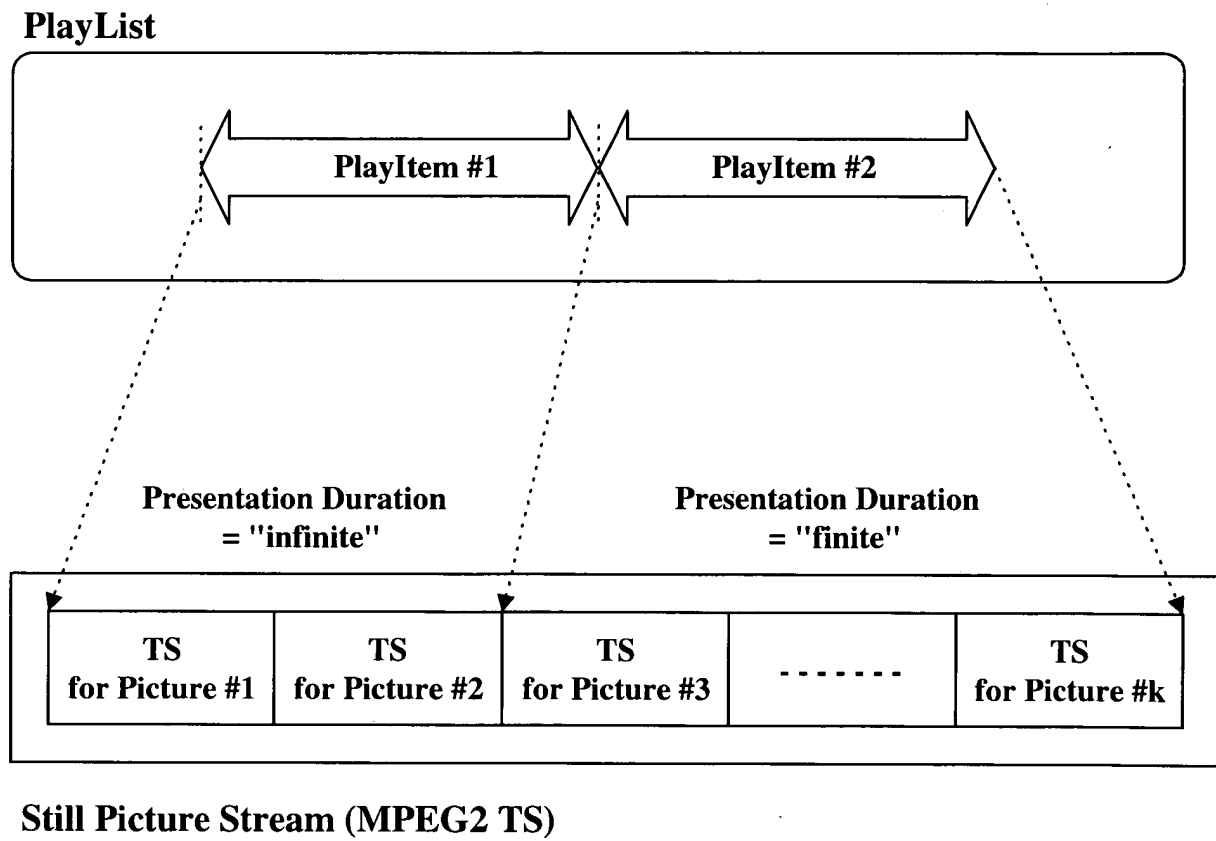 PlayList
PlayItem #1
PlayItem #2
Presentation Duration
= "infinite"
Presentation Duration
= "finite"
TS
for Picture #1
TS
for Picture #2
TS
for Picture #3
- - - - - - -
TS
for Picture #k
Still Picture Stream (MPEG2 TS)